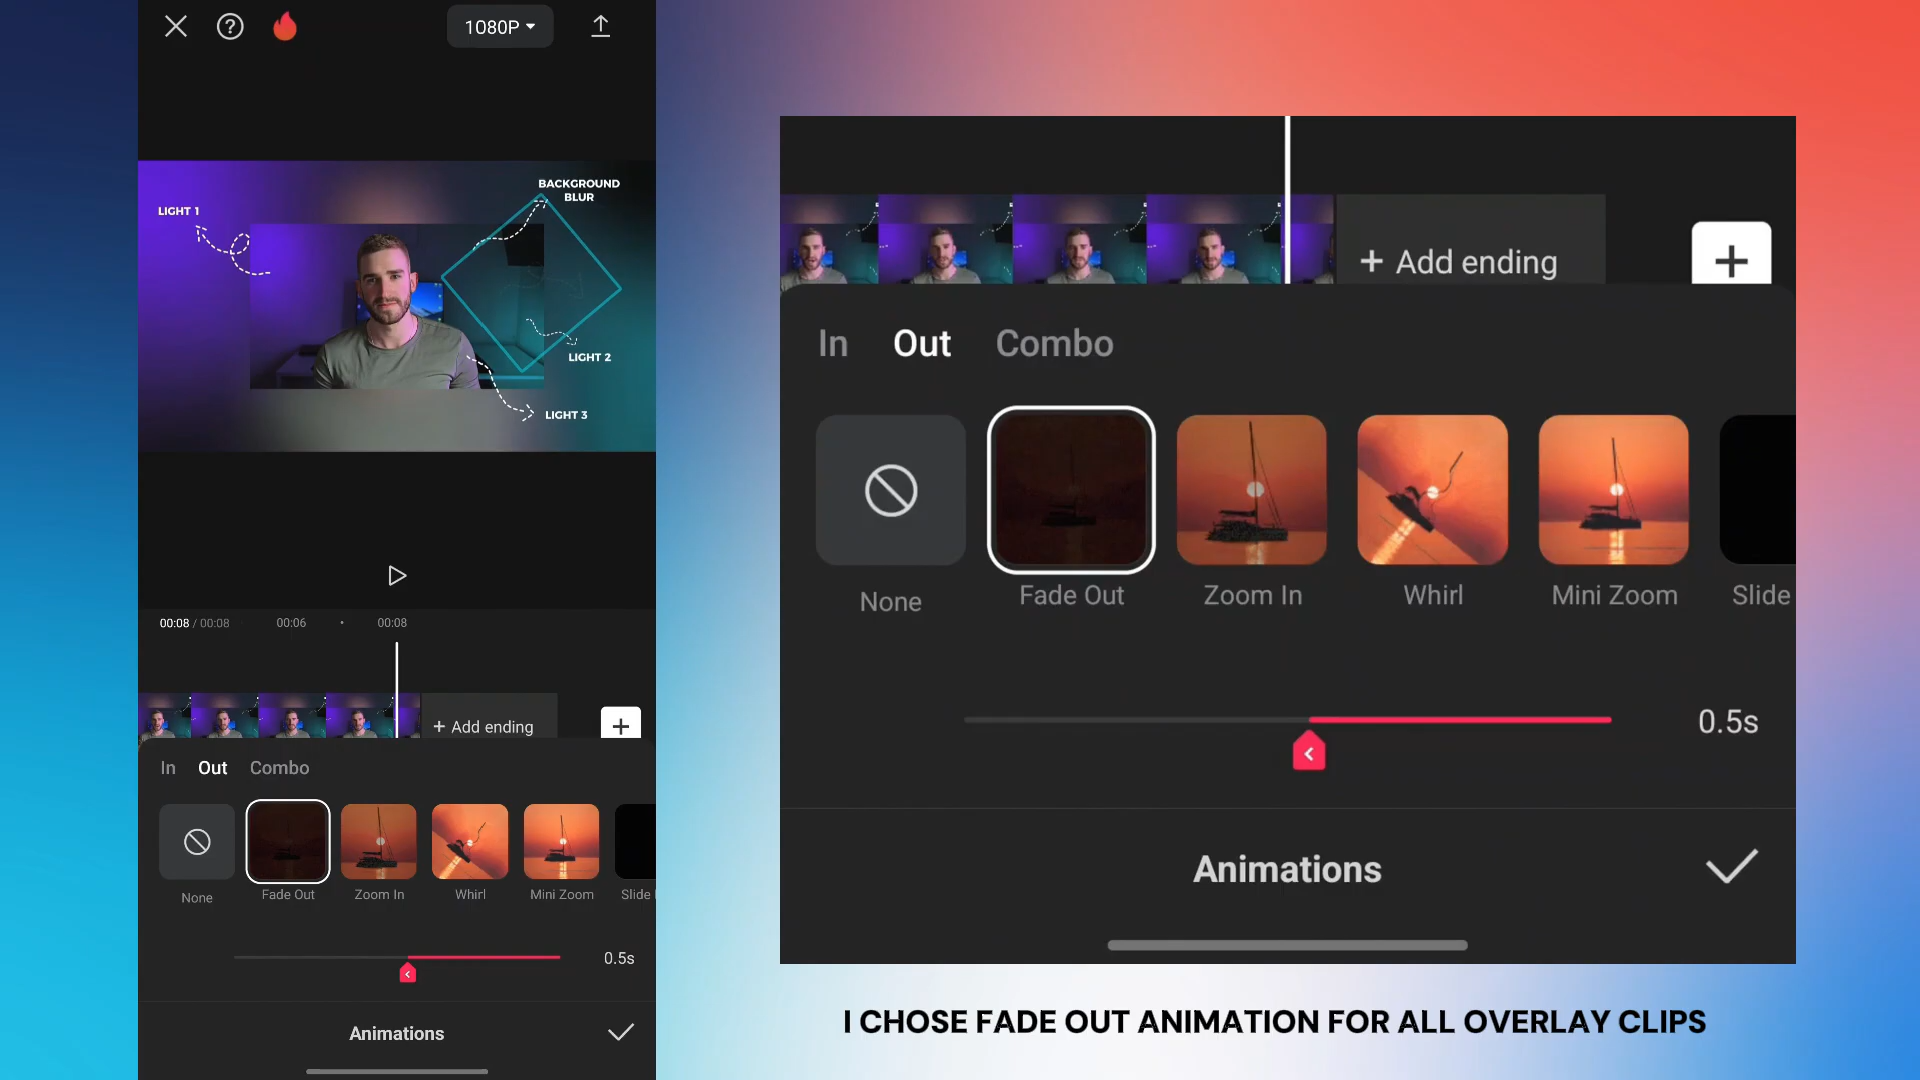 1080P
LIGHT 1
BACKGROUND
BLUR
LIGHT 2
LIGHT 3
00:08 / 00:08
00:06
00:08
+ Add ending
In
Out
Combo
None
Fade Out
Zoom In
Whirl
Mini Zoom
Slide
0.5s
Animations
+ Add ending
In
Out
Combo
None
Fade Out
Zoom In
Whirl
Mini Zoom
Slide
0.5s
Animations
I CHOSE FADE OUT ANIMATION FOR ALL OVERLAY CLIPS